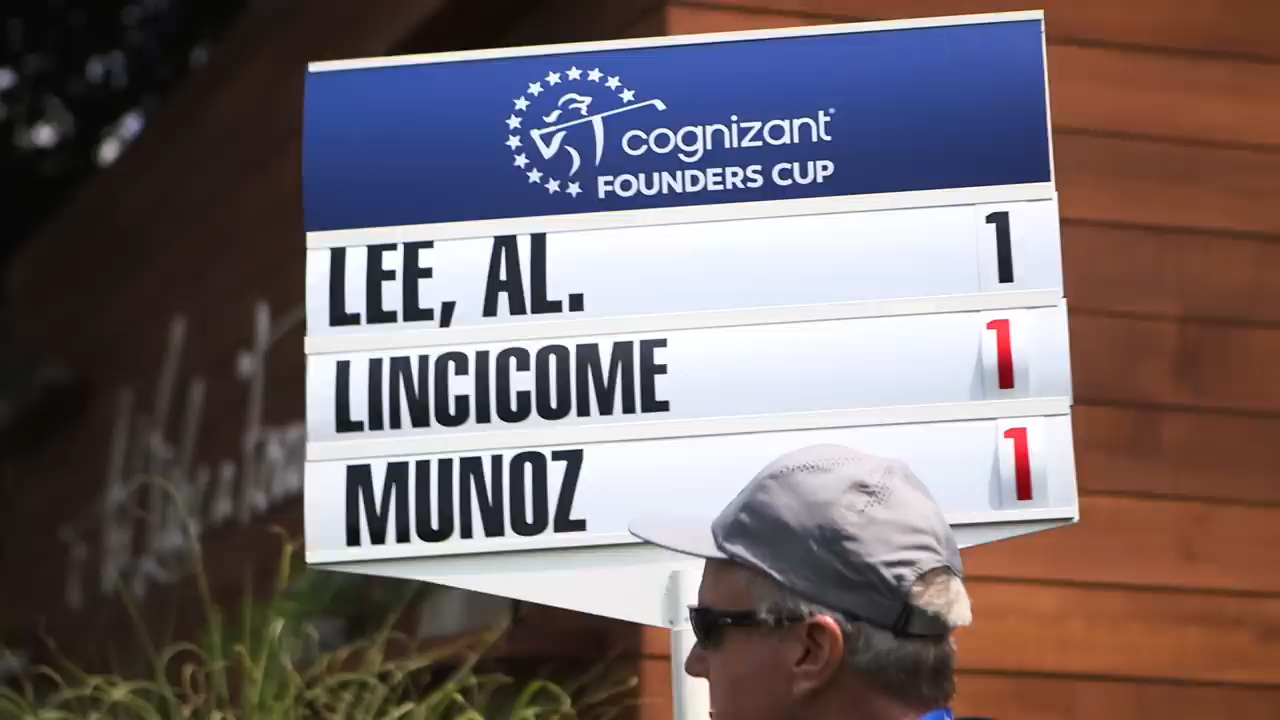 cognizant
FOUNDERS CUP
LEE, AL. 1
LINCICOME 1
MUNOZ 1